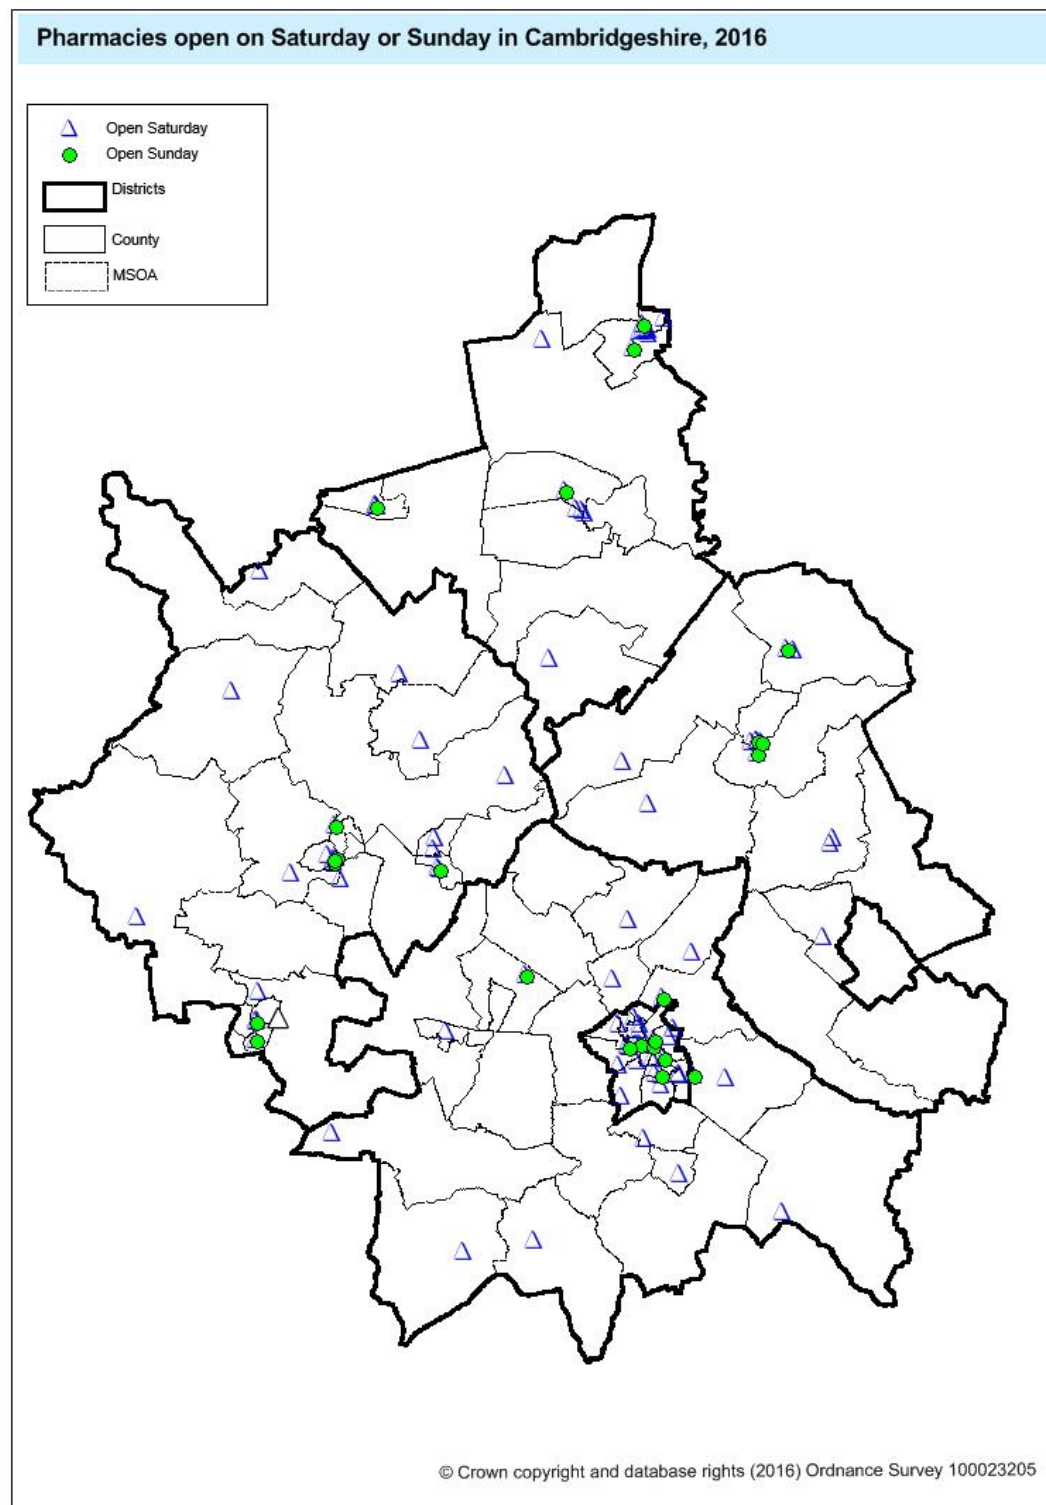 Pharmacies open on Saturday or Sunday in Cambridgeshire, 2016
Open Saturday
Open Sunday
Districts
County
MSOA
© Crown copyright and database rights (2016) Ordnance Survey 100023205